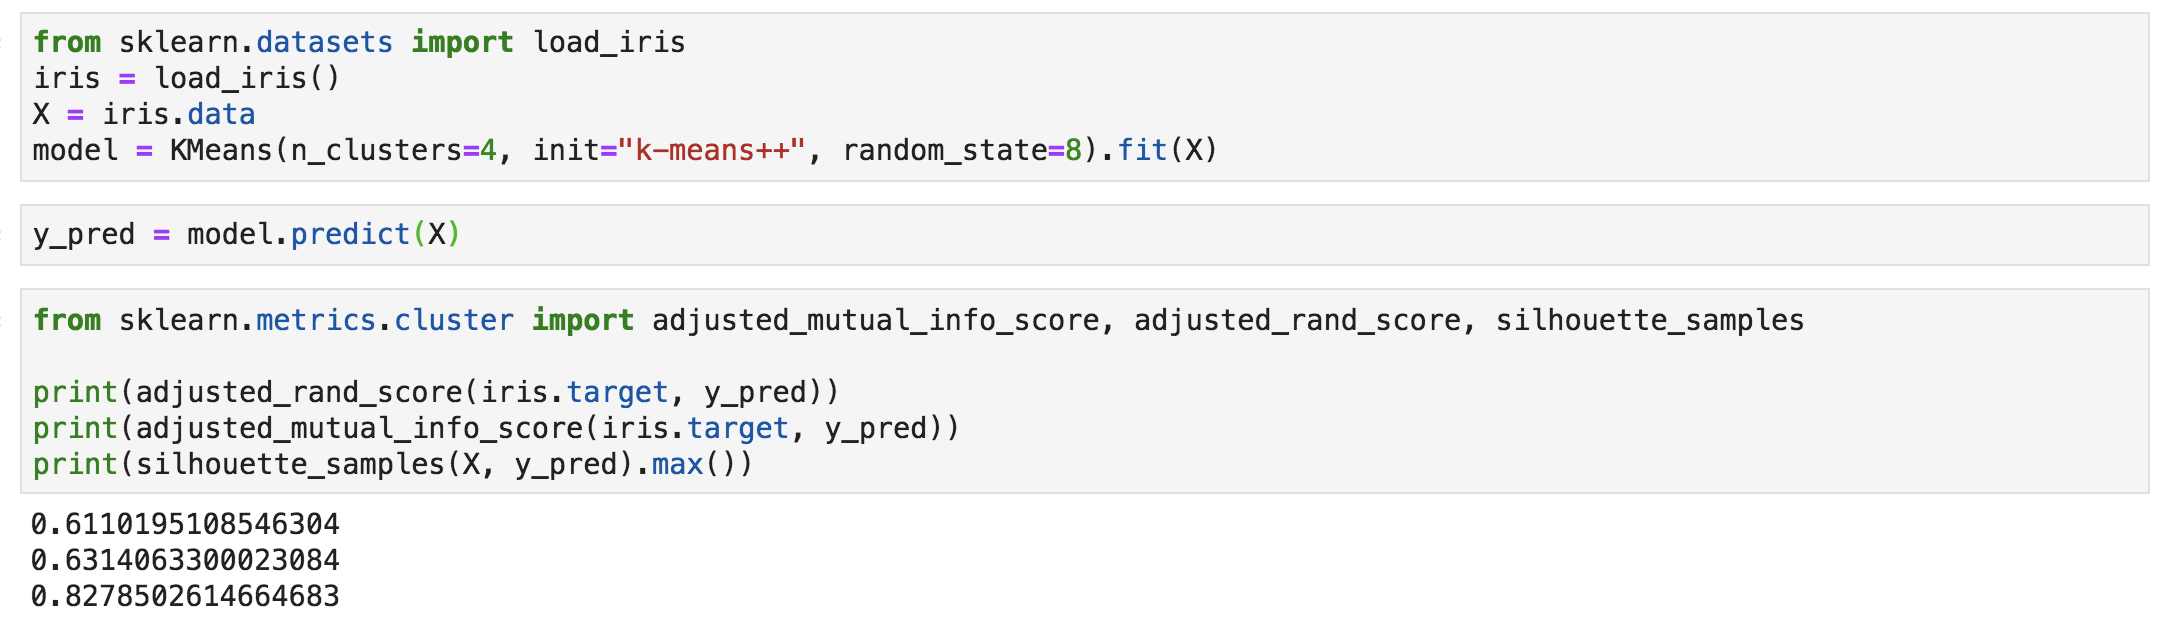 from sklearn.datasets import load_iris
iris = load_iris()
X = iris.data
model = KMeans(n_clusters=4, init="k-means++", random_state=8).fit(X)
y_pred = model.predict(X)
from sklearn.metrics.cluster import adjusted_mutual_info_score, adjusted_rand_score, silhouette_samples
print(adjusted_rand_score(iris.target, y_pred))
print(adjusted_mutual_info_score(iris.target, y_pred))
print(silhouette_samples(X, y_pred).max())
0.6110195108546304
0.6314063300023084
0.8278502614664683